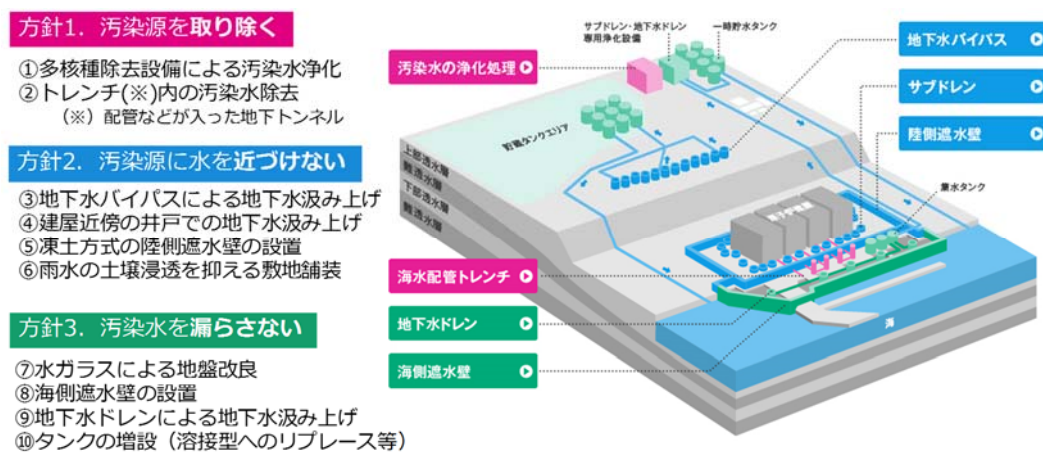 方針1．汚染源を取り除く
①多核種除去設備による汚染水浄化
②トレンチ(※)内の汚染水除去
（※）配管などが入った地下トンネル
方針2．汚染源に水を近づけない
③地下水バイパスによる地下水汲み上げ
④建屋近傍の井戸での地下水汲み上げ
⑤凍土方式の陸側遮水壁の設置
⑥雨水の土壌浸透を抑える敷地舗装
方針3．汚染水を漏らさない
⑦水ガラスによる地盤改良
⑧海側遮水壁の設置
⑨地下水ドレンによる地下水汲み上げ
⑩タンクの増設（溶接型へのリプレース等）
サブドレン・地下水ドレン
専用浄化設備
一時貯水タンク
汚染水の浄化処理
地下水バイパス
サブドレン
陸側遮水壁
貯蔵タンクエリア
上部透水層
難透水層
下部透水層
難透水層
集水タンク
海水配管トレンチ
地下水ドレン
海側遮水壁
海